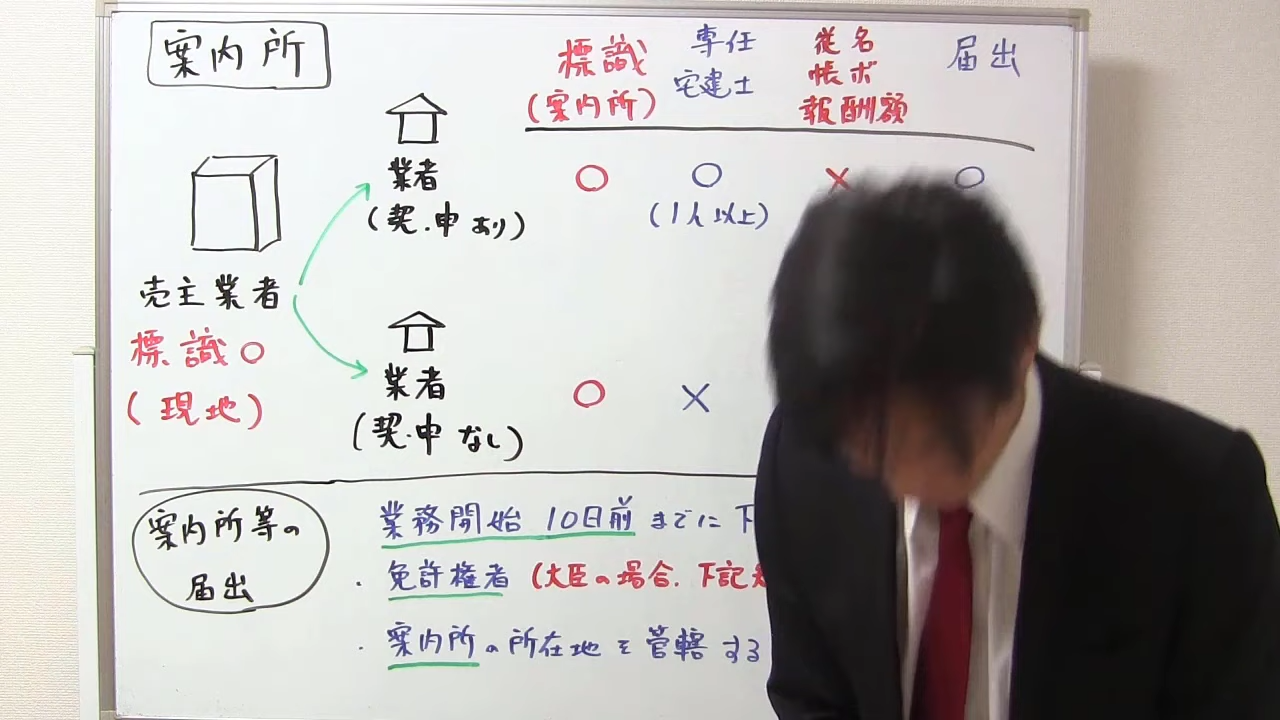 案内所
標識
(案内所)
専任
宅建士
従名
帳ボ
報酬額
届出
業者
(契・申あり)
○
○
(1人以上)
×
○
売主業者
標識○
(現地)
業者
(契・申なし)
○
×
案内所等の
届出
業務開始 10日前までに下
・免許権者 (大臣の場合、下記
・案内所の所在地を管轄する